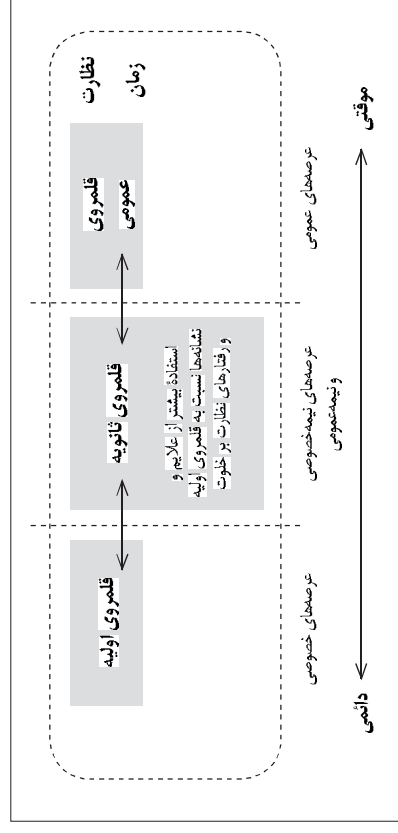 زمان
نظارت
قلمروی
عمومی
قلمروی ثانویه
استفادهٔ بیشتر از علایم و
نشانه‌ها نسبت به قلمروی اولیه
و رفتارهای نظارت بر خلوت
قلمروی اولیه
عرصه‌های عمومی
عرصه‌های نیمه‌خصوصی
و نیمه‌عمومی
عرصه‌های خصوصی
موقتی
دائمی